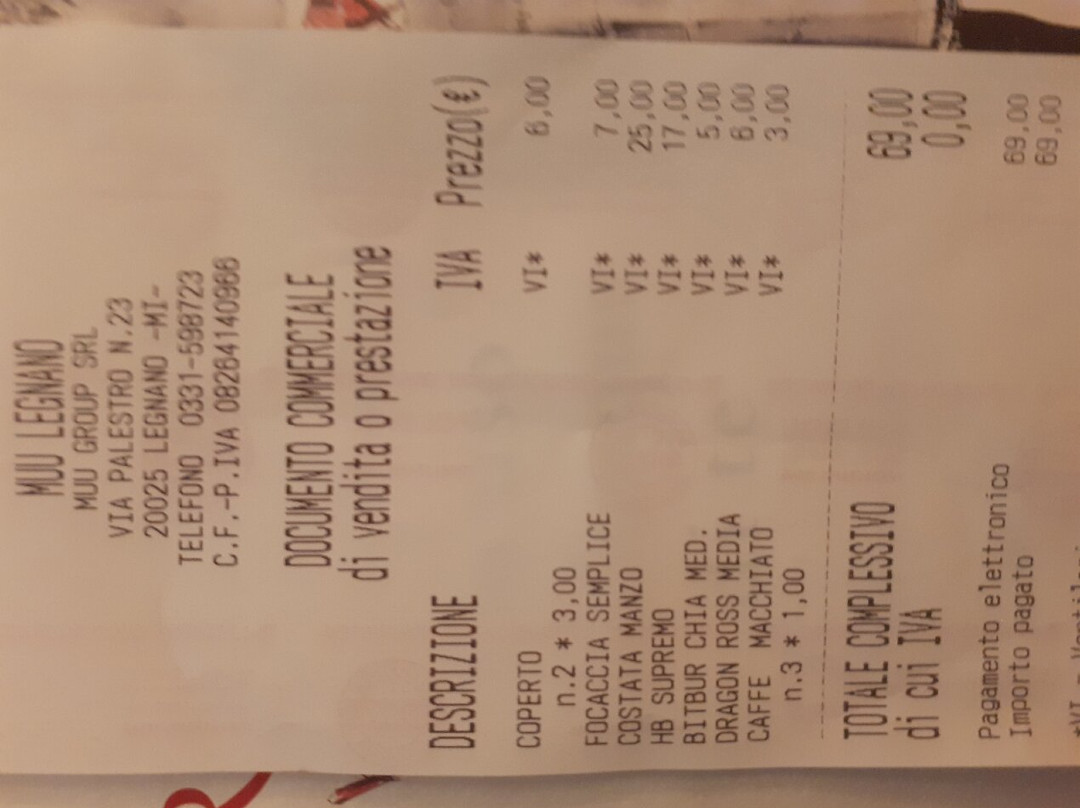 MUU LEGNANO
MUU GROUP SRL
VIA PALESTRO N.23
20025 LEGNANO -MI-
TELEFONO 0331-598723
C.F.-P.IVA 08264140966
DOCUMENTO COMMERCIALE
di vendita o prestazione
DESCRIZIONE IVA Prezzo(€)
COPERTO VI* 6,00
n.2 * 3,00
FOCACCIA SEMPLICE VI* 7,00
COSTATA MANZO VI* 25,00
HB SUPREMO VI* 17,00
BITBUR CHIA MED. VI* 5,00
DRAGON ROSS MEDIA VI* 6,00
CAFFE MACCHIATO VI* 3,00
n.3 * 1,00
TOTALE COMPLESSIVO 69,00
di cui IVA 0,00
Pagamento elettronico 69,00
Importo pagato 69,00